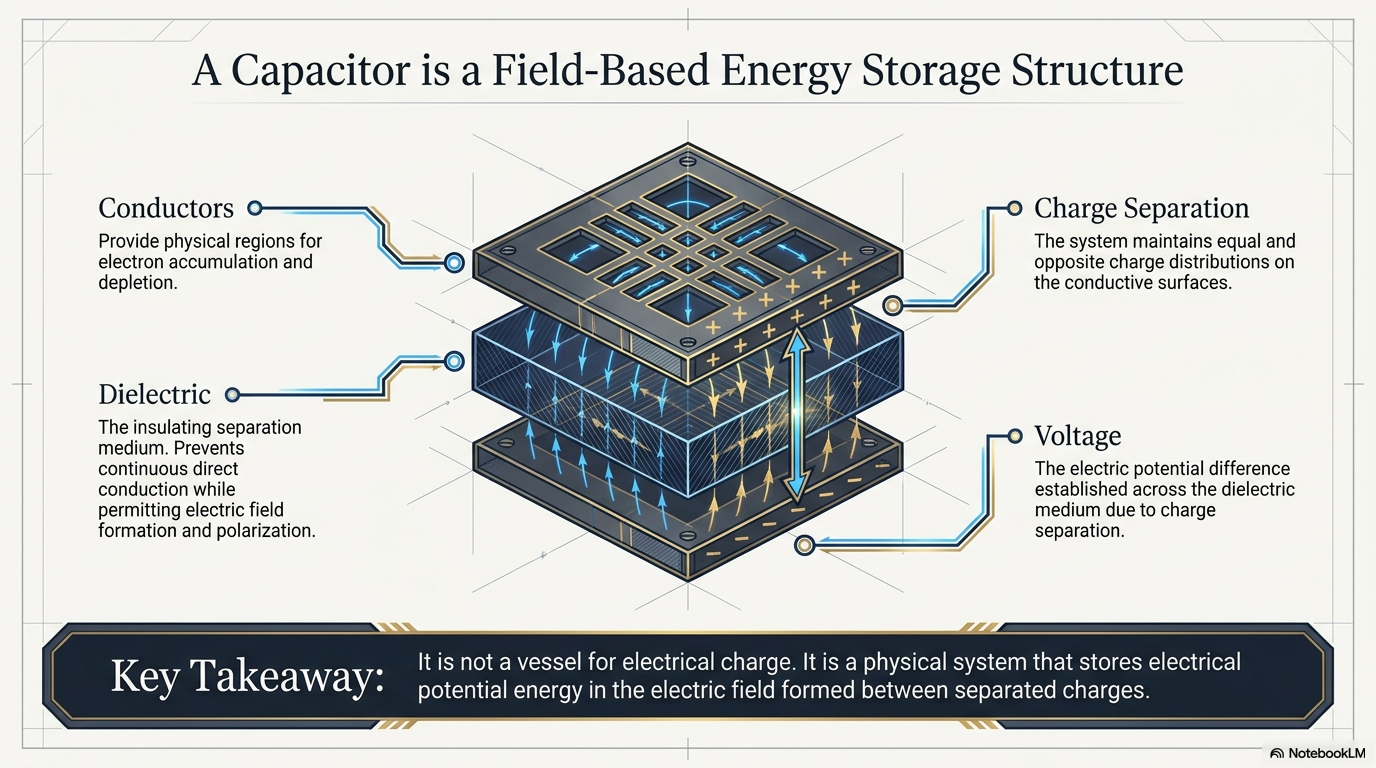 A Capacitor is a Field-Based Energy Storage Structure
Conductors
Provide physical regions for
electron accumulation and
depletion.
Dielectric
The insulating separation
medium. Prevents
continuous direct
conduction while
permitting electric field
formation and polarization.
Charge Separation
The system maintains equal and
opposite charge distributions on
the conductive surfaces.
Voltage
The electric potential difference
established across the dielectric
medium due to charge
separation.
Key Takeaway:
It is not a vessel for electrical charge. It is a physical system that stores electrical
potential energy in the electric field formed between separated charges.
NotebookLM